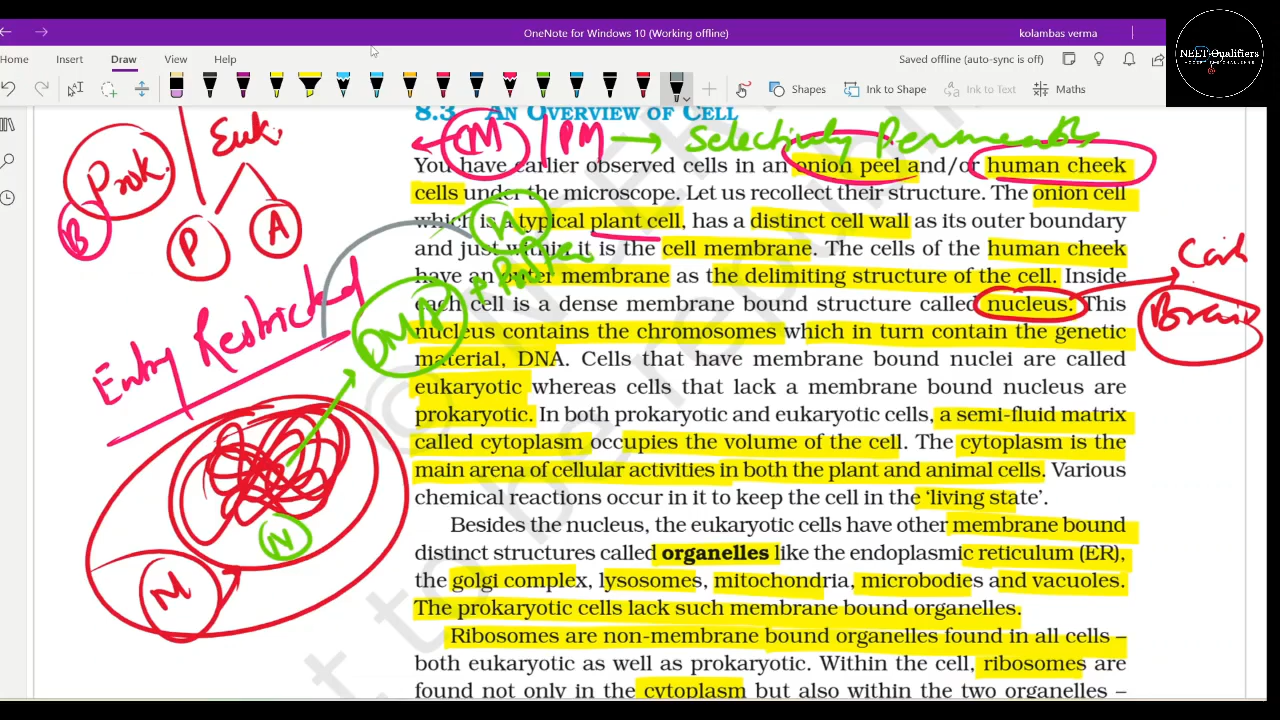 OneNote for Windows 10 (Working offline)
kolambas verma
NEET Qualifiers
Home Insert Draw View Help
Saved offline (auto-sync is off)
Shapes Ink to Shape Ink to Text Maths
8.3 AN OVERVIEW OF CELL
M / PM → Selectively Permeable
You have earlier observed cells in an onion peel and/or human cheek
cells under the microscope. Let us recollect their structure. The onion cell
which is a typical plant cell, has a distinct cell wall as its outer boundary
and just within it is the cell membrane. The cells of the human cheek
have an outer membrane as the delimiting structure of the cell. Inside
each cell is a dense membrane bound structure called nucleus. This
nucleus contains the chromosomes which in turn contain the genetic
material, DNA. Cells that have membrane bound nuclei are called
eukaryotic whereas cells that lack a membrane bound nucleus are
prokaryotic. In both prokaryotic and eukaryotic cells, a semi-fluid matrix
called cytoplasm occupies the volume of the cell. The cytoplasm is the
main arena of cellular activities in both the plant and animal cells. Various
chemical reactions occur in it to keep the cell in the ‘living state’.
Besides the nucleus, the eukaryotic cells have other membrane bound
distinct structures called organelles like the endoplasmic reticulum (ER),
the golgi complex, lysosomes, mitochondria, microbodies and vacuoles.
The prokaryotic cells lack such membrane bound organelles.
Ribosomes are non-membrane bound organelles found in all cells –
both eukaryotic as well as prokaryotic. Within the cell, ribosomes are
found not only in the cytoplasm but also within the two organelles –
Prok.
Euk.
B
P
A
Entry Restricted
N
M
Brain